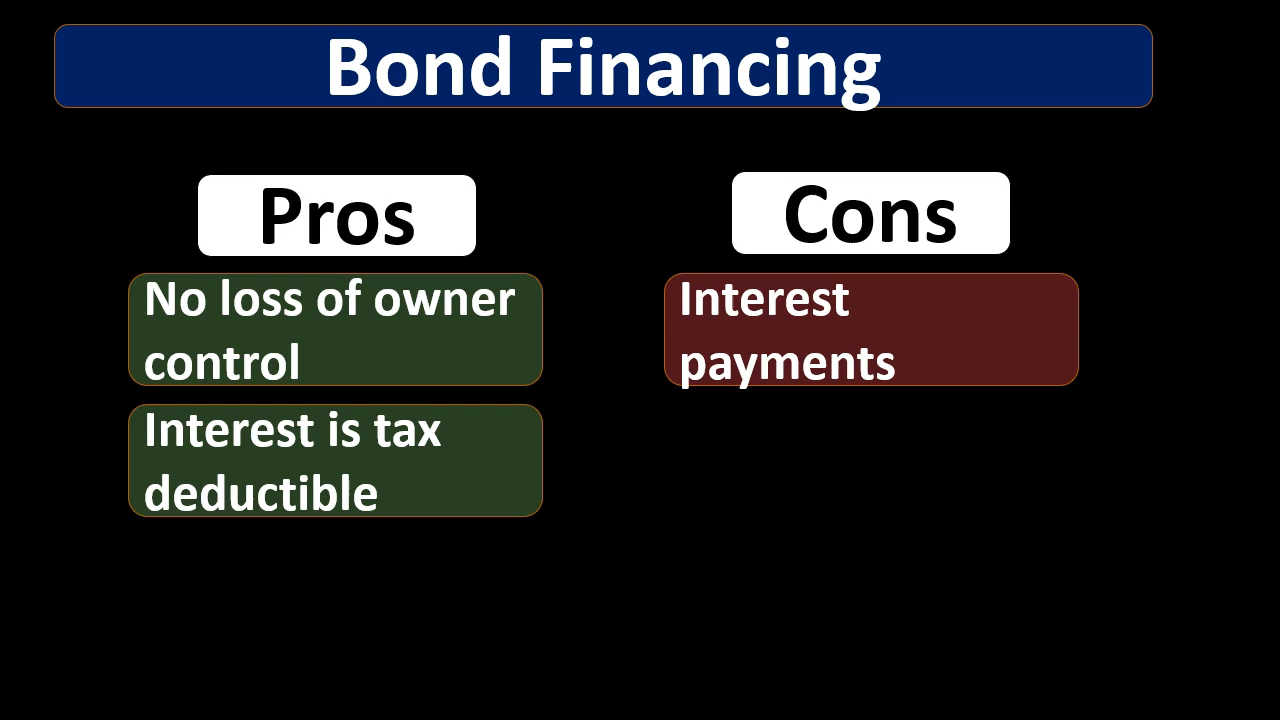 Bond Financing
Pros
No loss of owner
control
Interest is tax
deductible
Cons
Interest
payments